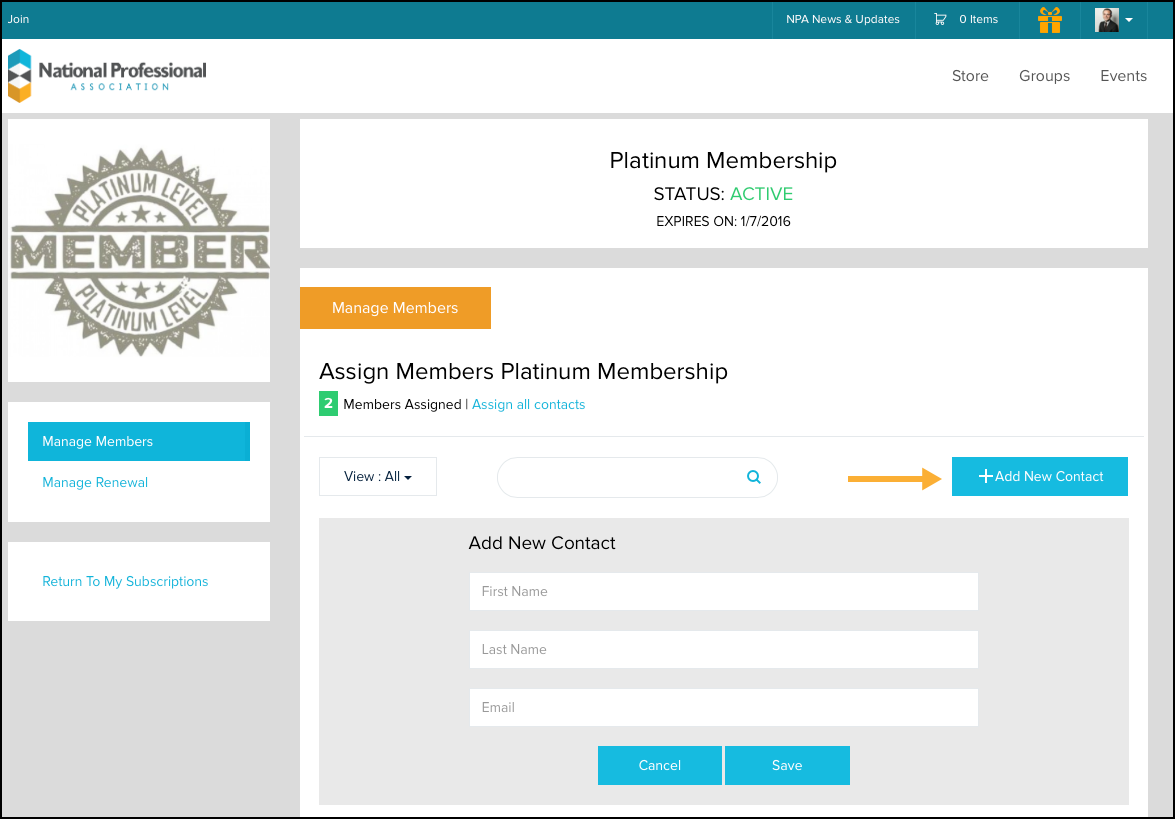 Join
NPA News & Updates
0 Items
National Professional
ASSOCIATION
Store
Groups
Events
PLATINUM LEVEL
MEMBER
PLATINUM LEVEL
Platinum Membership
STATUS: ACTIVE
EXPIRES ON: 1/7/2016
Manage Members
Manage Renewal
Return To My Subscriptions
Manage Members
Assign Members Platinum Membership
2 Members Assigned | Assign all contacts
View : All
+Add New Contact
Add New Contact
First Name
Last Name
Email
Cancel
Save